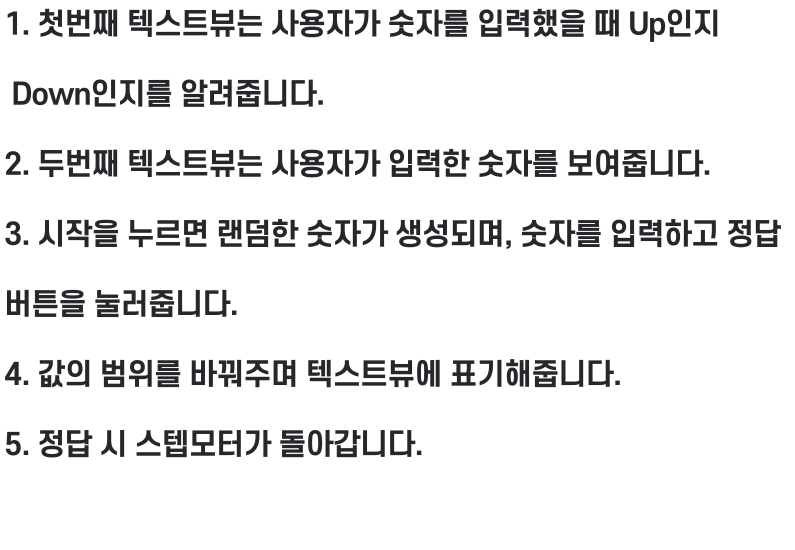 1. 첫번째 텍스트뷰는 사용자가 숫자를 입력했을 때 Up인지
Down인지를 알려줍니다.
2. 두번째 텍스트뷰는 사용자가 입력한 숫자를 보여줍니다.
3. 시작을 누르면 랜덤한 숫자가 생성되며, 숫자를 입력하고 정답
버튼을 눌러줍니다.
4. 값의 범위를 바꿔주며 텍스트뷰에 표기해줍니다.
5. 정답 시 스텝모터가 돌아갑니다.